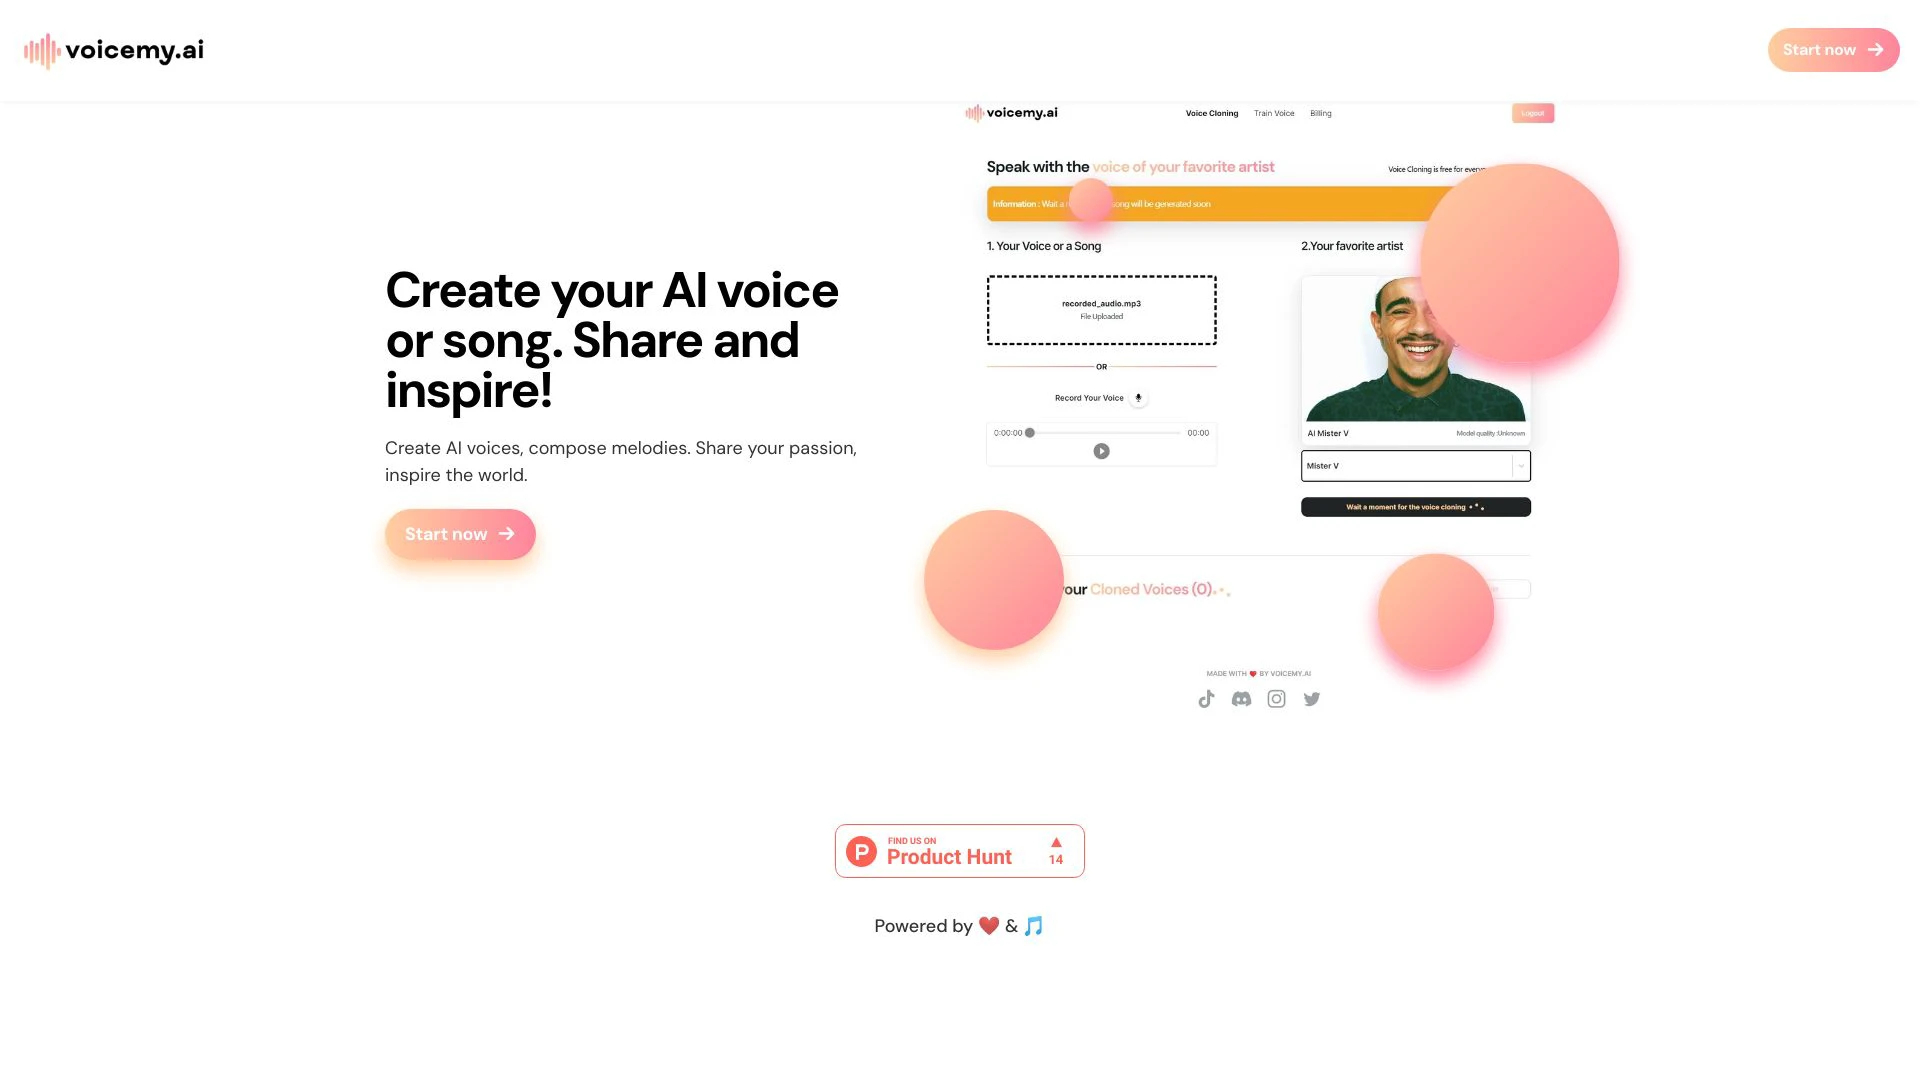 voicemy.ai
Start now
voicemy.ai
Voice Cloning
Train Voice
Billing
Logout
Speak with the voice of your favorite artist
Voice Cloning is free for
Information : Wait a
song will be generated soon
1. Your Voice or a Song
2.Your favorite artist
recorded_audio.mp3
File Uploaded
OR
Record Your Voice
0:00:00
00:00
AI Mister V
Model quality :Unknown
Mister V
Wait a moment for the voice cloning
Create your AI voice
or song. Share and
inspire!
Create AI voices, compose melodies. Share your passion,
inspire the world.
Start now
your Cloned Voices (0)
MADE WITH ❤ BY VOICEMY.AI
FIND US ON
Product Hunt
14
Powered by ❤️ & 🎵